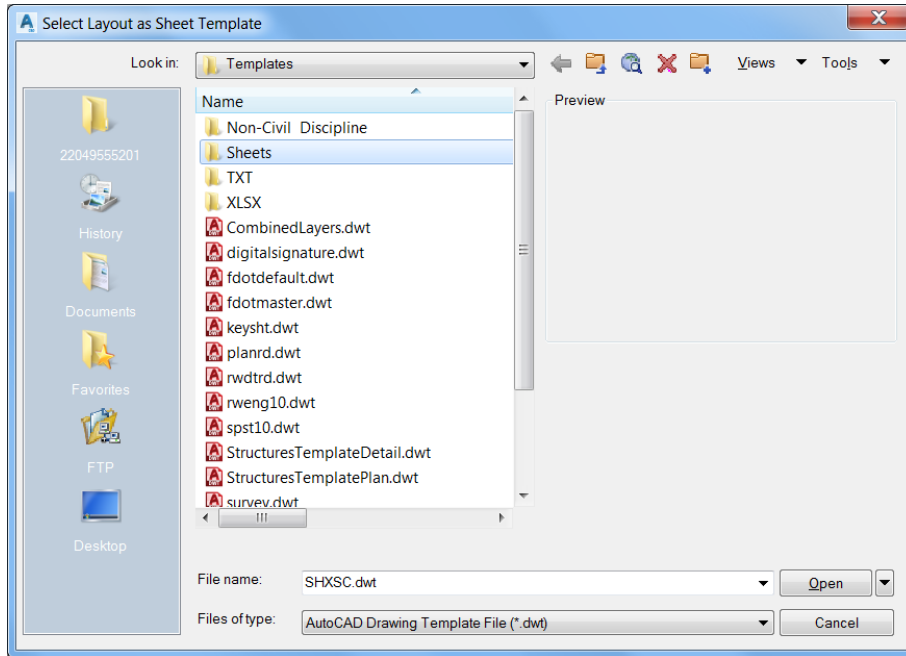 Select Layout as Sheet Template
Look in:
Templates
Views
Tools
22049555201
History
Documents
Favorites
FTP
Desktop
Name
Non-Civil Discipline
Sheets
TXT
XLSX
CombinedLayers.dwt
digitalsignature.dwt
fdotdefault.dwt
fdotmaster.dwt
keysht.dwt
planrd.dwt
rwdtrd.dwt
rweng10.dwt
spst10.dwt
StructuresTemplateDetail.dwt
StructuresTemplatePlan.dwt
survey.dwt
Preview
File name:
SHXSC.dwt
Open
Files of type:
AutoCAD Drawing Template File (*.dwt)
Cancel